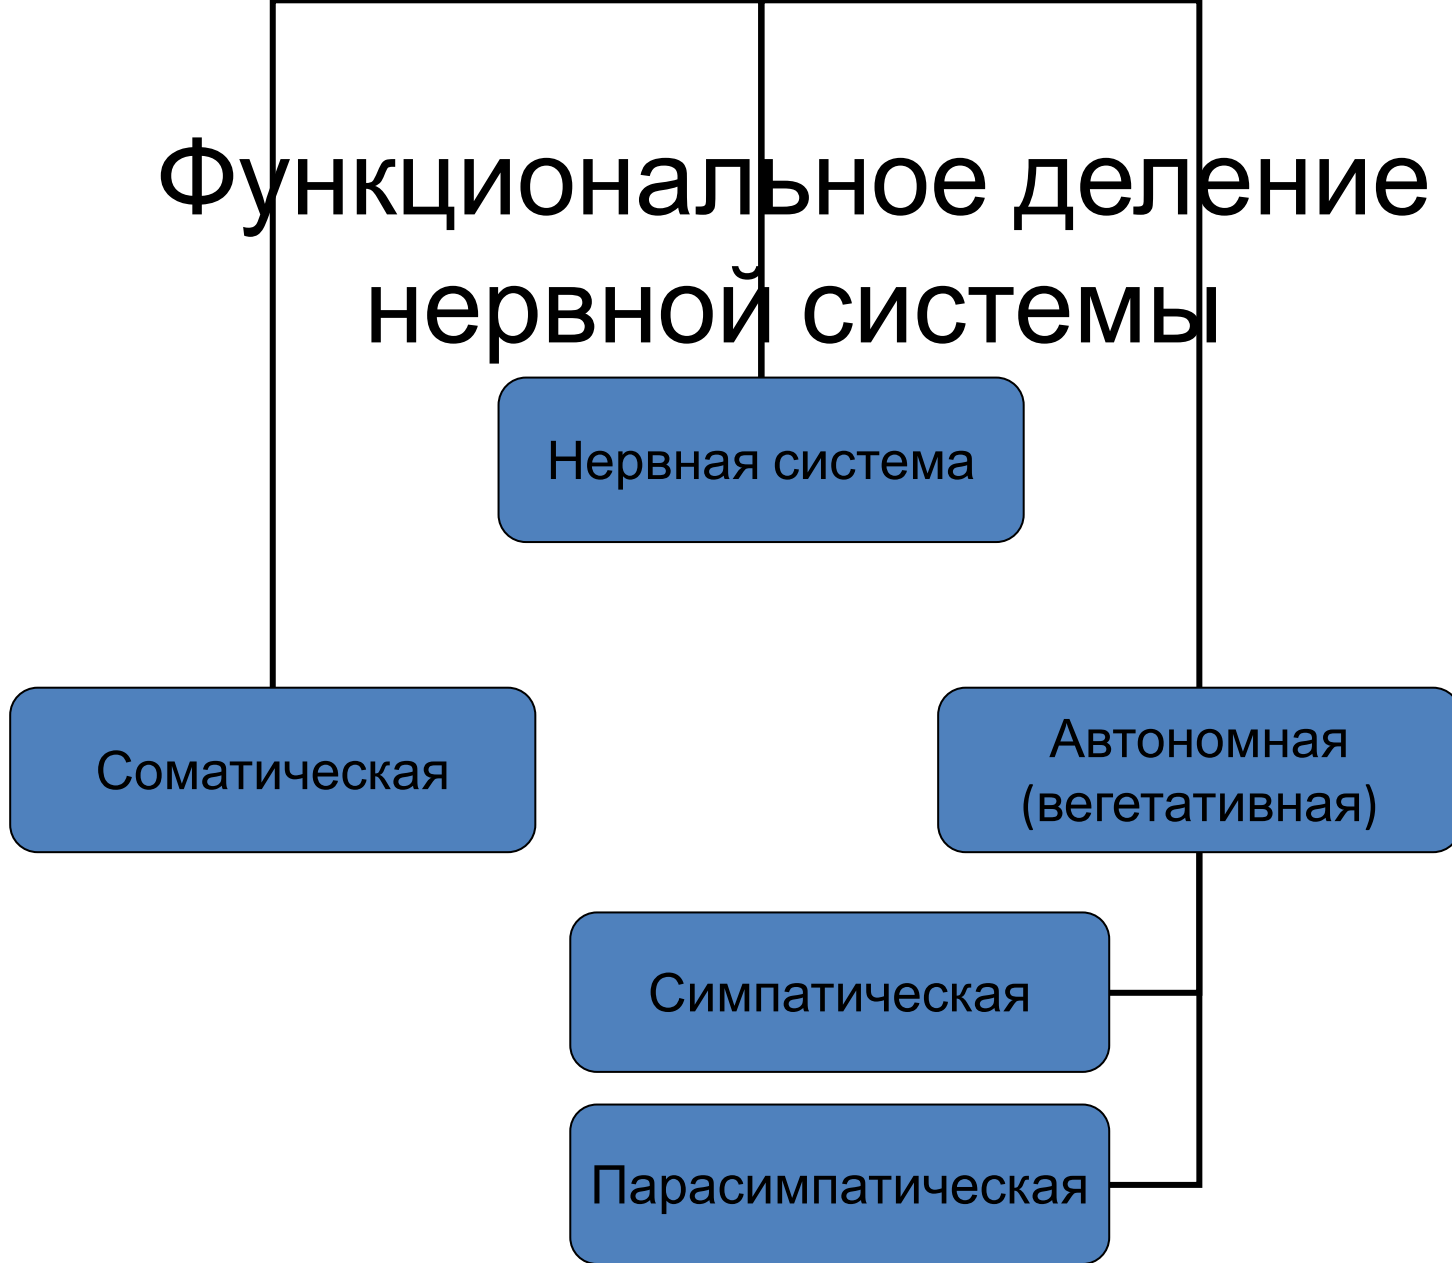 Функциональное деление
нервной системы
Нервная система
Соматическая
Автономная
(вегетативная)
Симпатическая
Парасимпатическая